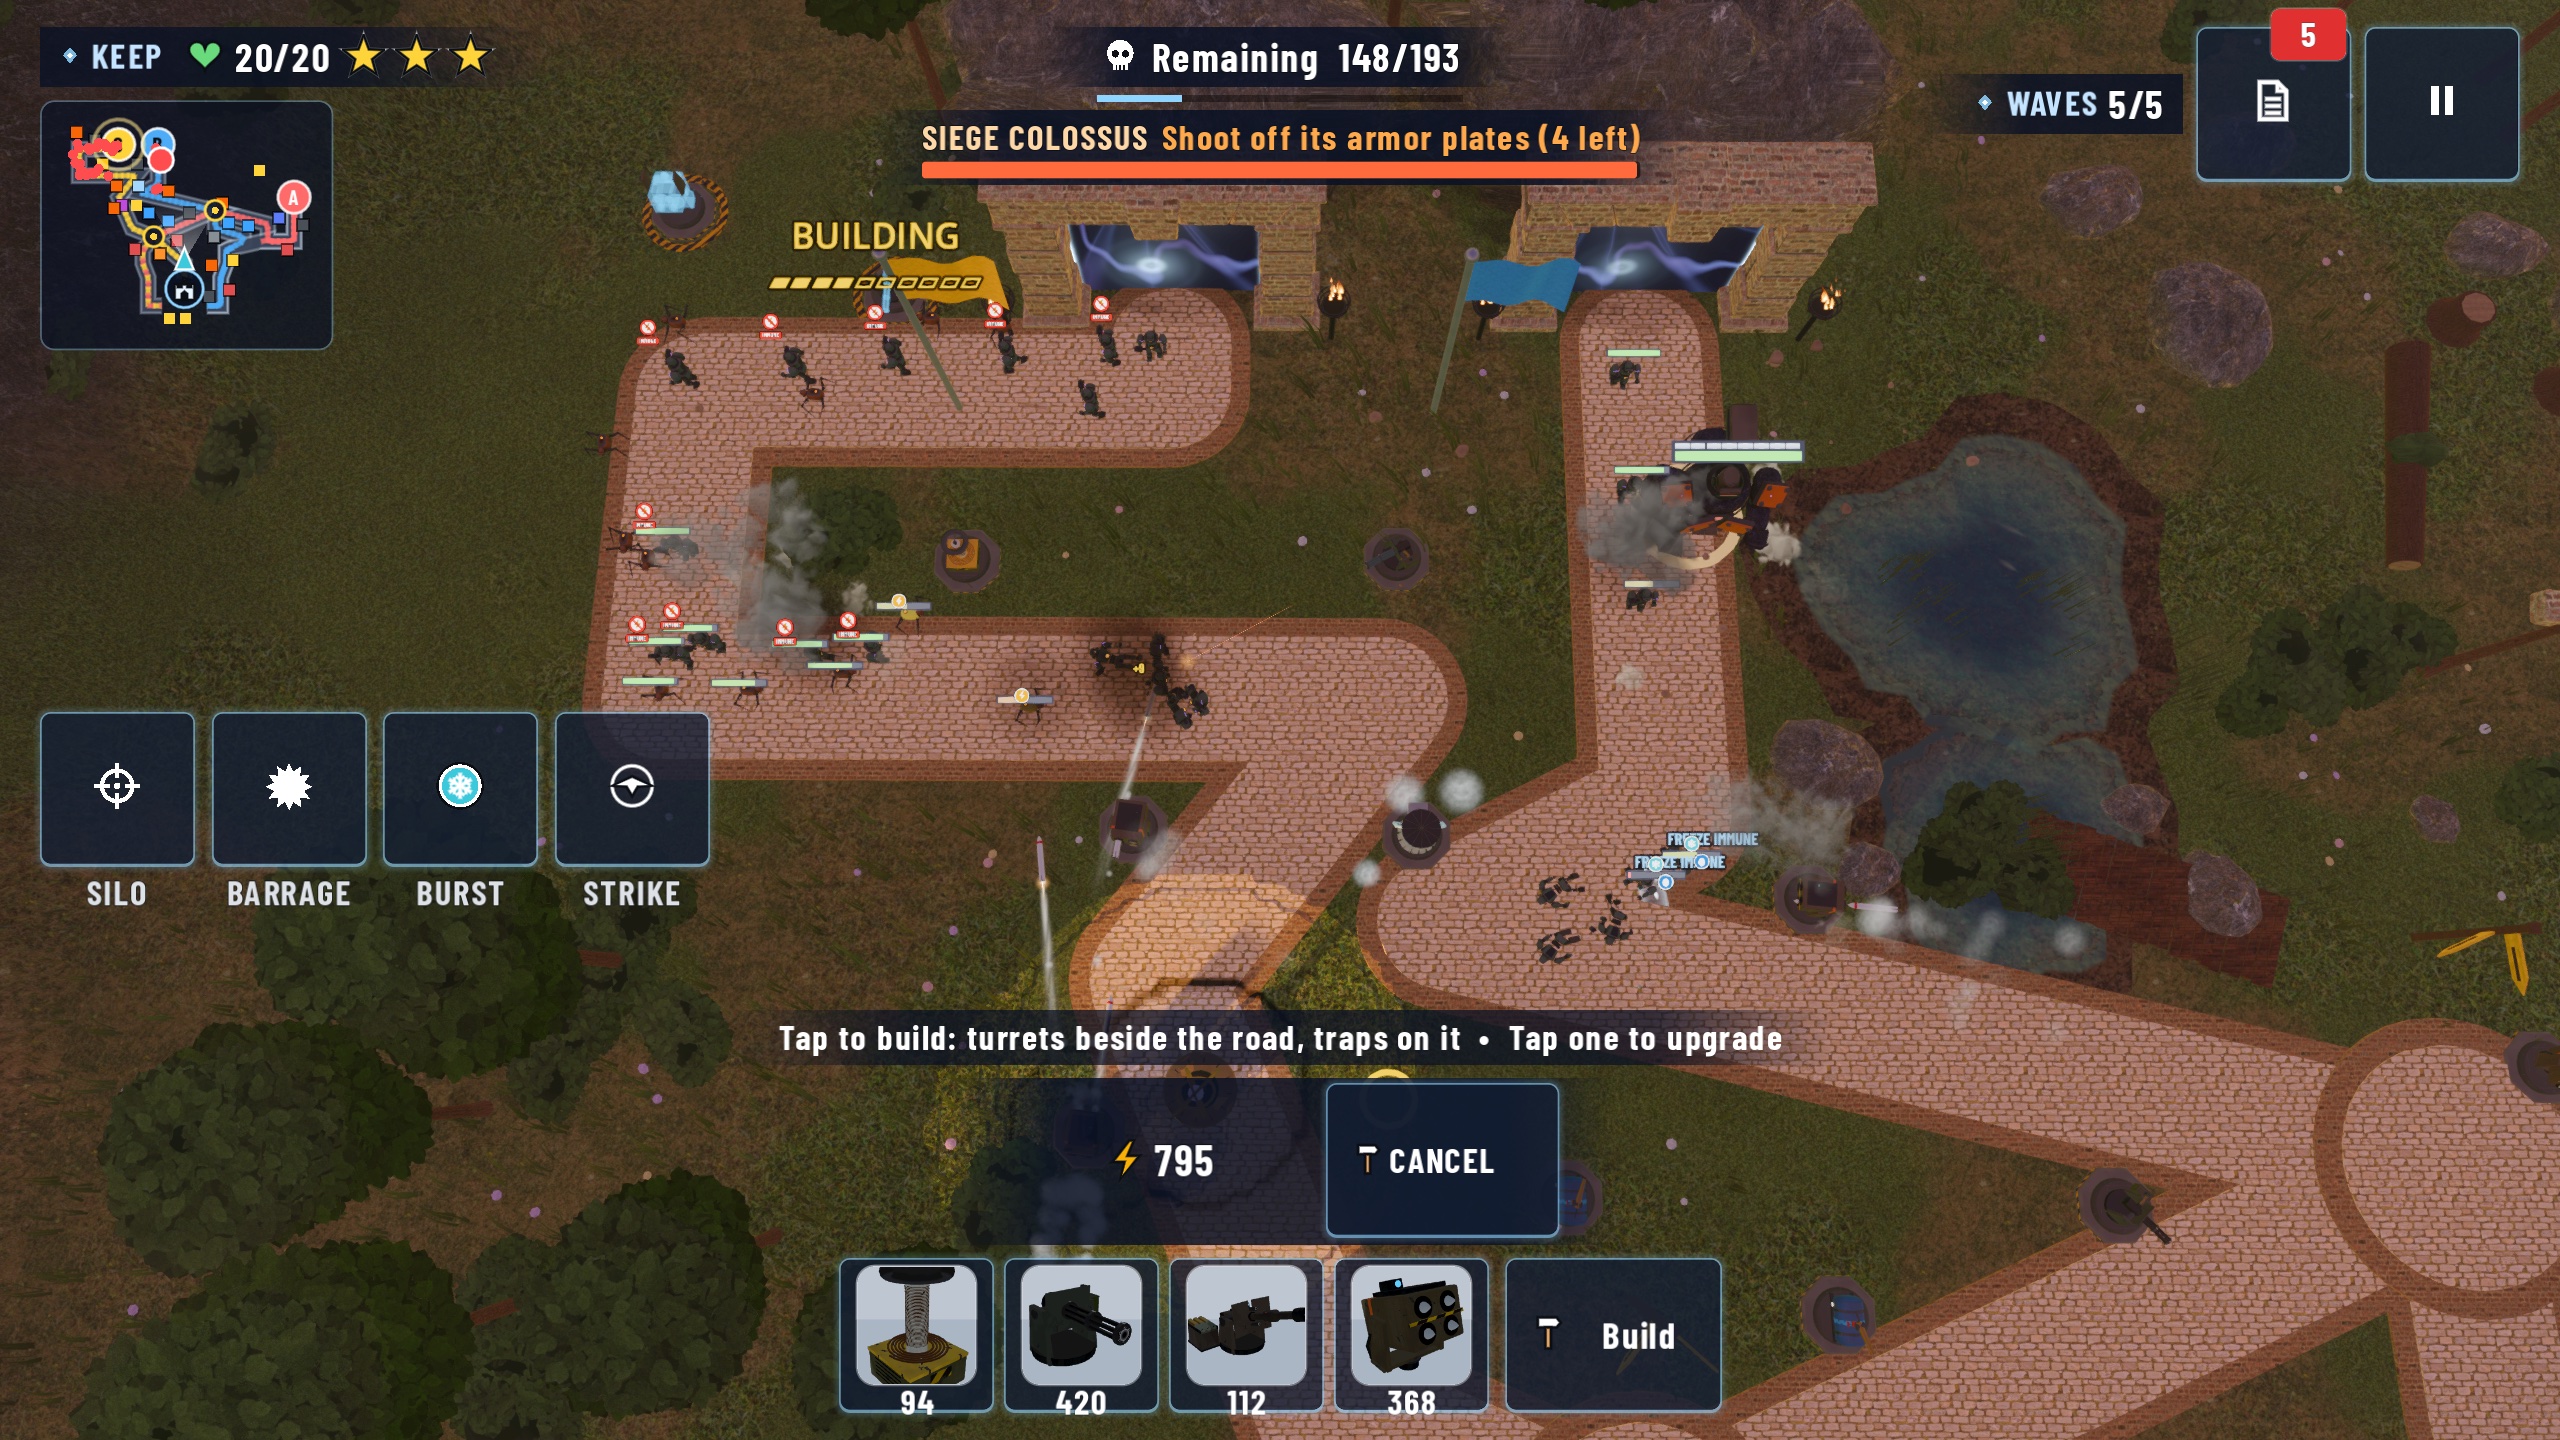 KEEP 20/20
Remaining 148/193
5
WAVES 5/5
SIEGE COLOSSUS Shoot off its armor plates (4 left)
A
BUILDING
SILO
BARRAGE
BURST
STRIKE
FREEZE IMMUNE
Tap to build: turrets beside the road, traps on it • Tap one to upgrade
795
CANCEL
94
420
112
368
Build